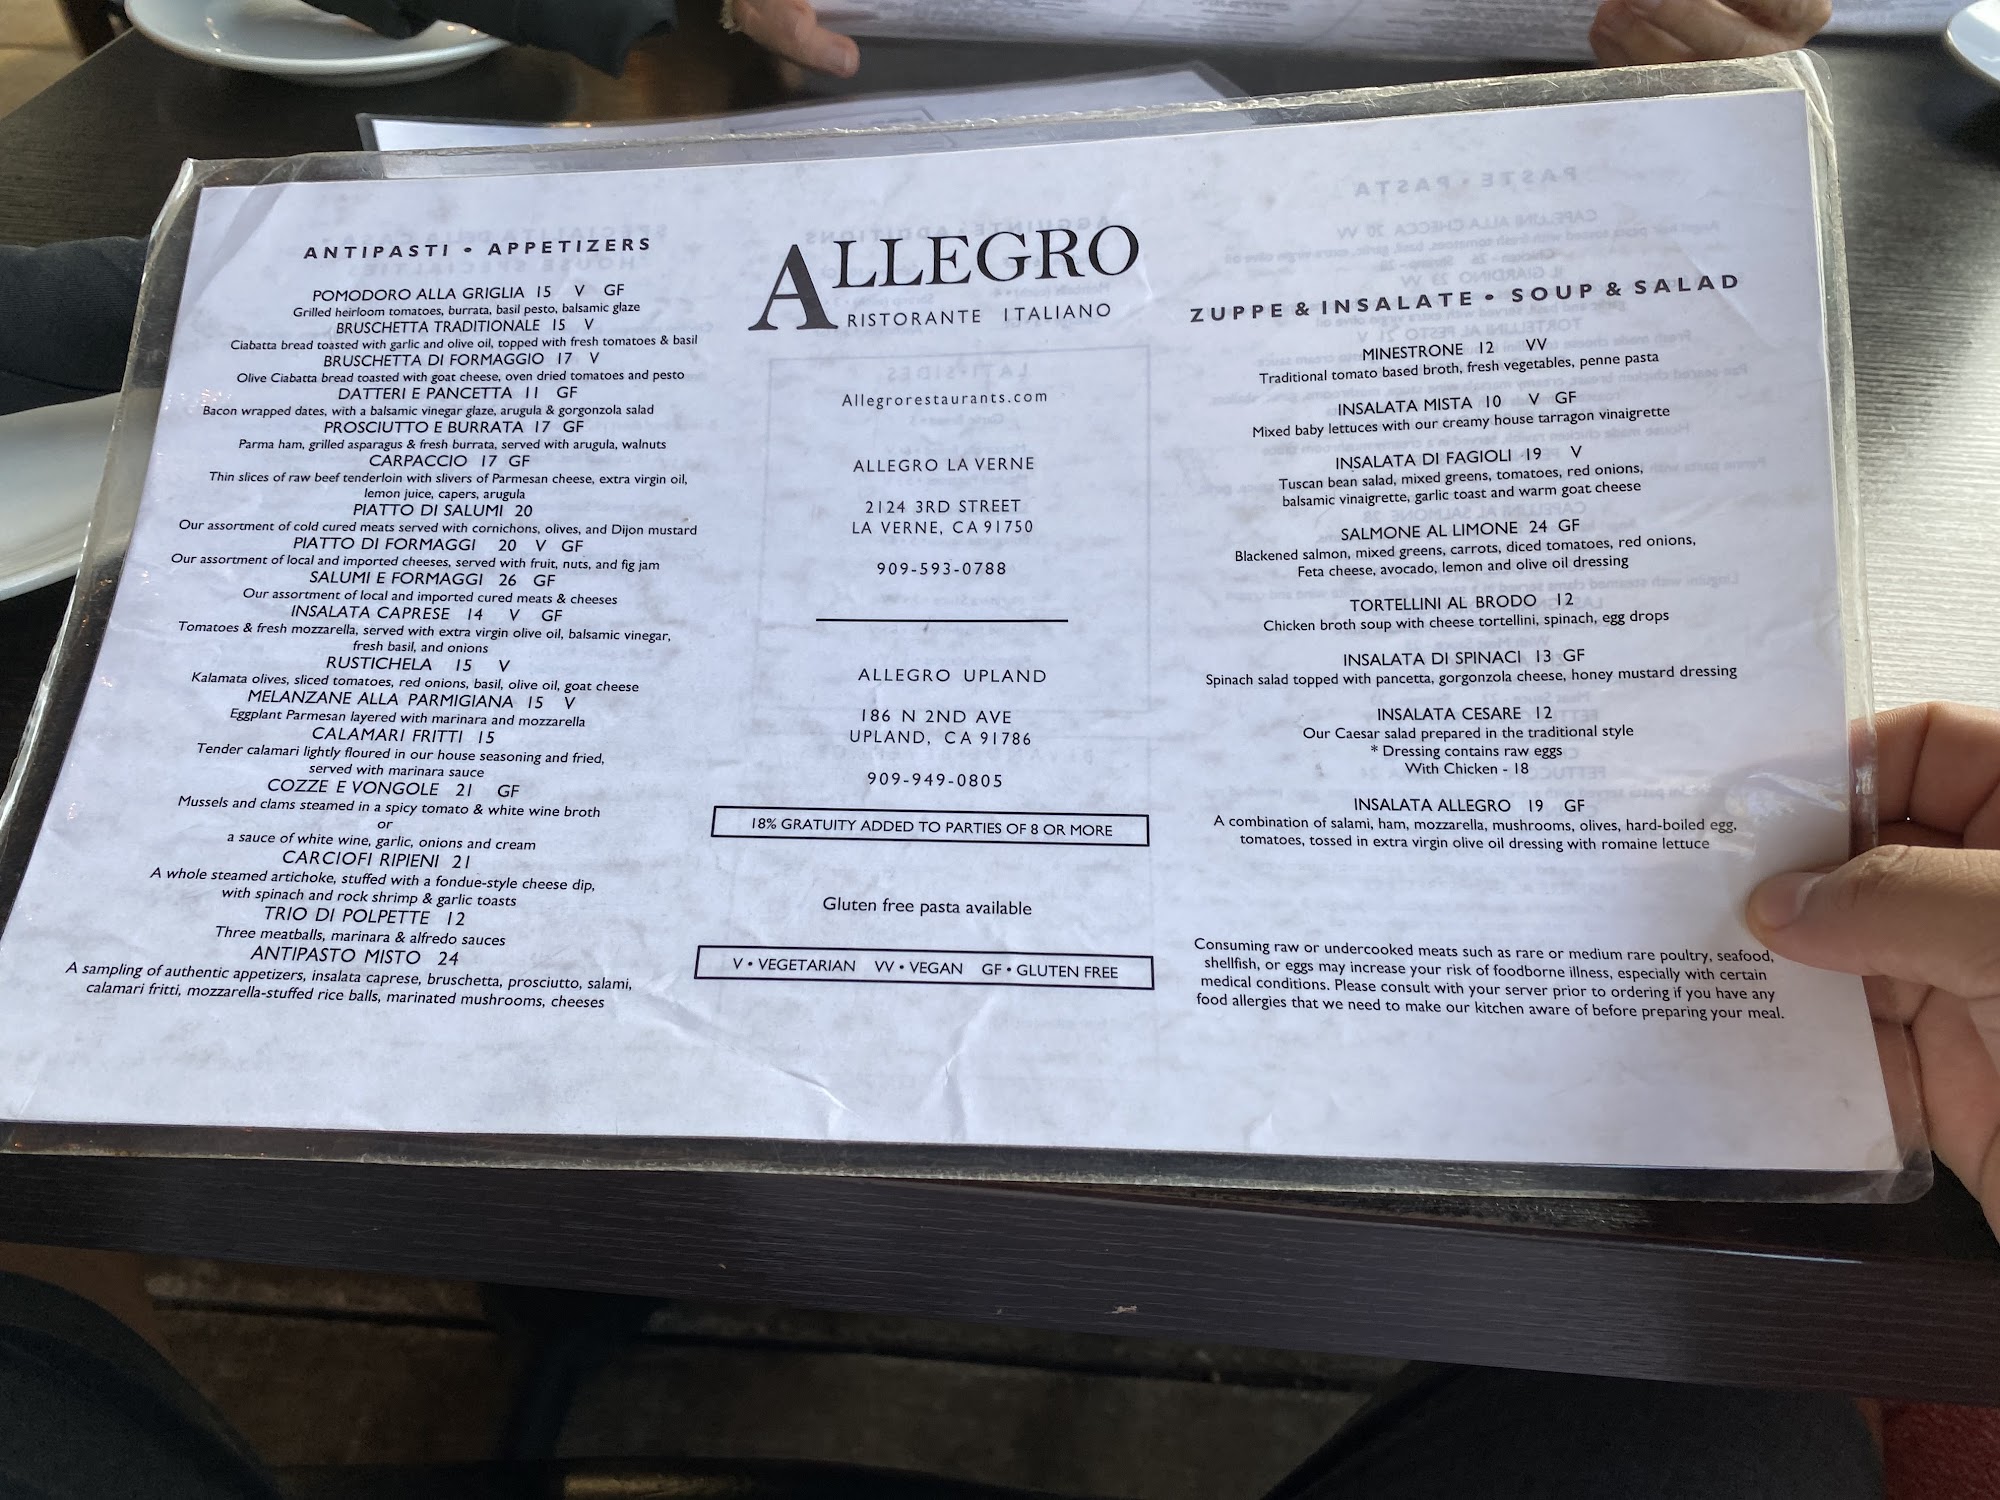 ANTIPASTI • APPETIZERS
POMODORO ALLA GRIGLIA 15 V GF
Grilled heirloom tomatoes, burrata, basil pesto, balsamic glaze
BRUSCHETTA TRADITIONALE 15 V
Ciabatta bread toasted with garlic and olive oil, topped with fresh tomatoes & basil
BRUSCHETTA DI FORMAGGIO 17 V
Olive Ciabatta bread toasted with goat cheese, oven dried tomatoes and pesto
DATTERI E PANCETTA 11 GF
Bacon wrapped dates, with a balsamic vinegar glaze, arugula & gorgonzola salad
PROSCIUTTO E BURRATA 17 GF
Parma ham, grilled asparagus & fresh burrata, served with arugula, walnuts
CARPACCIO 17 GF
Thin slices of raw beef tenderloin with slivers of Parmesan cheese, extra virgin oil,
lemon juice, capers, arugula
PIATTO DI SALUMI 20
Our assortment of cold cured meats served with cornichons, olives, and Dijon mustard
PIATTO DI FORMAGGI 20 V GF
Our assortment of local and imported cheeses, served with fruit, nuts, and fig jam
SALUMI E FORMAGGI 26 GF
Our assortment of local and imported cured meats & cheeses
INSALATA CAPRESE 14 V GF
Tomatoes & fresh mozzarella, served with extra virgin olive oil, balsamic vinegar,
fresh basil, and onions
RUSTICHELA 15 V
Kalamata olives, sliced tomatoes, red onions, basil, olive oil, goat cheese
MELANZANE ALLA PARMIGIANA 15 V
Eggplant Parmesan layered with marinara and mozzarella
CALAMARI FRITTI 15
Tender calamari lightly floured in our house seasoning and fried,
served with marinara sauce
COZZE E VONGOLE 21 GF
Mussels and clams steamed in a spicy tomato & white wine broth
or
a sauce of white wine, garlic, onions and cream
CARCIOFI RIPIENI 21
A whole steamed artichoke, stuffed with a fondue-style cheese dip,
with spinach and rock shrimp & garlic toasts
TRIO DI POLPETTE 12
Three meatballs, marinara & alfredo sauces
ANTIPASTO MISTO 24
A sampling of authentic appetizers, insalata caprese, bruschetta, prosciutto, salami,
calamari fritti, mozzarella-stuffed rice balls, marinated mushrooms, cheeses
ALLEGRO
RISTORANTE ITALIANO
Allegrorestaurants.com
ALLEGRO LA VERNE
2124 3RD STREET
LA VERNE, CA 91750
909-593-0788
ALLEGRO UPLAND
186 N 2ND AVE
UPLAND, CA 91786
909-949-0805
18% GRATUITY ADDED TO PARTIES OF 8 OR MORE
Gluten free pasta available
V • VEGETARIAN VV • VEGAN GF • GLUTEN FREE
ZUPPE & INSALATE • SOUP & SALAD
MINESTRONE 12 VV
Traditional tomato based broth, fresh vegetables, penne pasta
INSALATA MISTA 10 V GF
Mixed baby lettuces with our creamy house tarragon vinaigrette
INSALATA DI FAGIOLI 19 V
Tuscan bean salad, mixed greens, tomatoes, red onions,
balsamic vinaigrette, garlic toast and warm goat cheese
SALMONE AL LIMONE 24 GF
Blackened salmon, mixed greens, carrots, diced tomatoes, red onions,
Feta cheese, avocado, lemon and olive oil dressing
TORTELLINI AL BRODO 12
Chicken broth soup with cheese tortellini, spinach, egg drops
INSALATA DI SPINACI 13 GF
Spinach salad topped with pancetta, gorgonzola cheese, honey mustard dressing
INSALATA CESARE 12
Our Caesar salad prepared in the traditional style
* Dressing contains raw eggs
With Chicken - 18
INSALATA ALLEGRO 19 GF
A combination of salami, ham, mozzarella, mushrooms, olives, hard-boiled egg,
tomatoes, tossed in extra virgin olive oil dressing with romaine lettuce
Consuming raw or undercooked meats such as rare or medium rare poultry, seafood,
shellfish, or eggs may increase your risk of foodborne illness, especially with certain
medical conditions. Please consult with your server prior to ordering if you have any
food allergies that we need to make our kitchen aware of before preparing your meal.